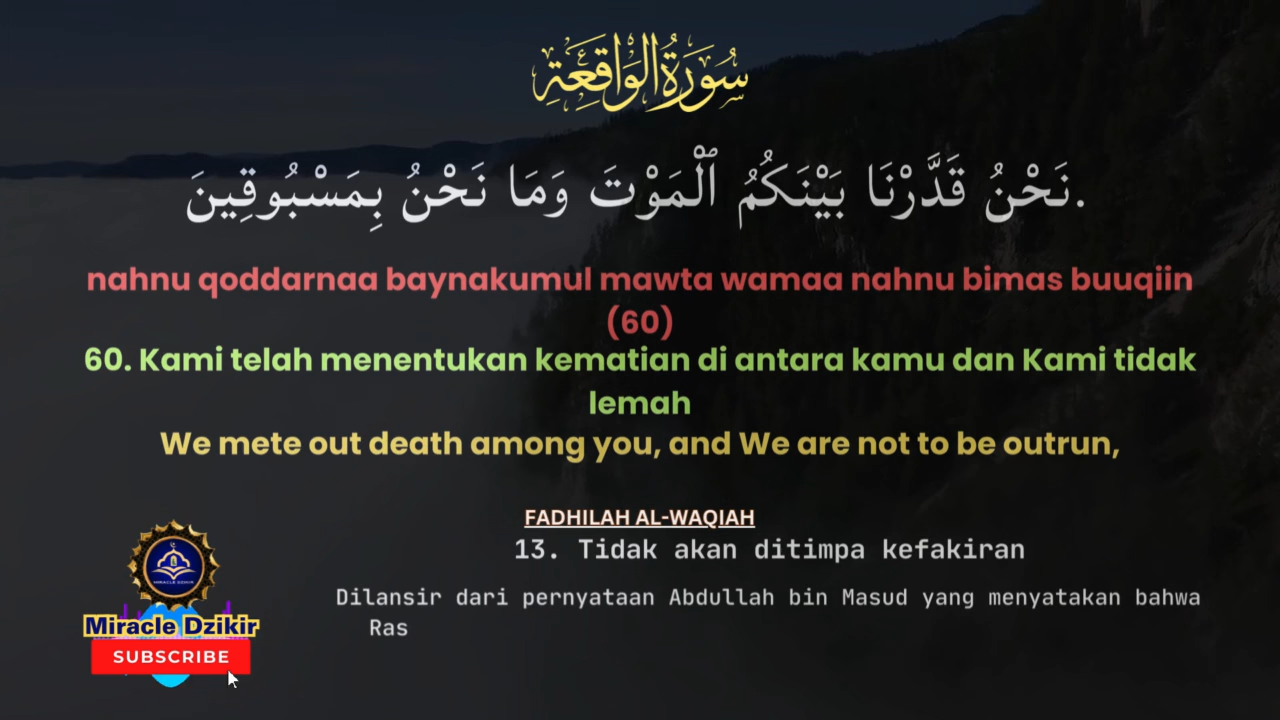 سُورَةُ الْوَاقِعَةِ
نَحْنُ قَدَّرْنَا بَيْنَكُمُ ٱلْمَوْتَ وَمَا نَحْنُ بِمَسْبُوقِينَ.
nahnu qoddarnaa baynakumul mawta wamaa nahnu bimas buuqiin
(60)
60. Kami telah menentukan kematian di antara kamu dan Kami tidak
lemah
We mete out death among you, and We are not to be outrun,
FADHILAH AL-WAQIAH
13. Tidak akan ditimpa kefakiran
Dilansir dari pernyataan Abdullah bin Masud yang menyatakan bahwa
Ras
MIRACLE DZIKIR
Miracle Dzikir
SUBSCRIBE